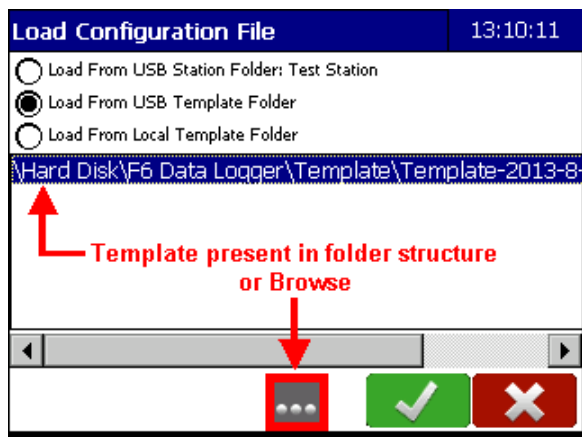 Load Configuration File
13:10:11
Load From USB Station Folder: Test Station
Load From USB Template Folder
Load From Local Template Folder
\Hard Disk\F6 Data Logger\Template\Template-2013-8-
Template present in folder structure
or Browse